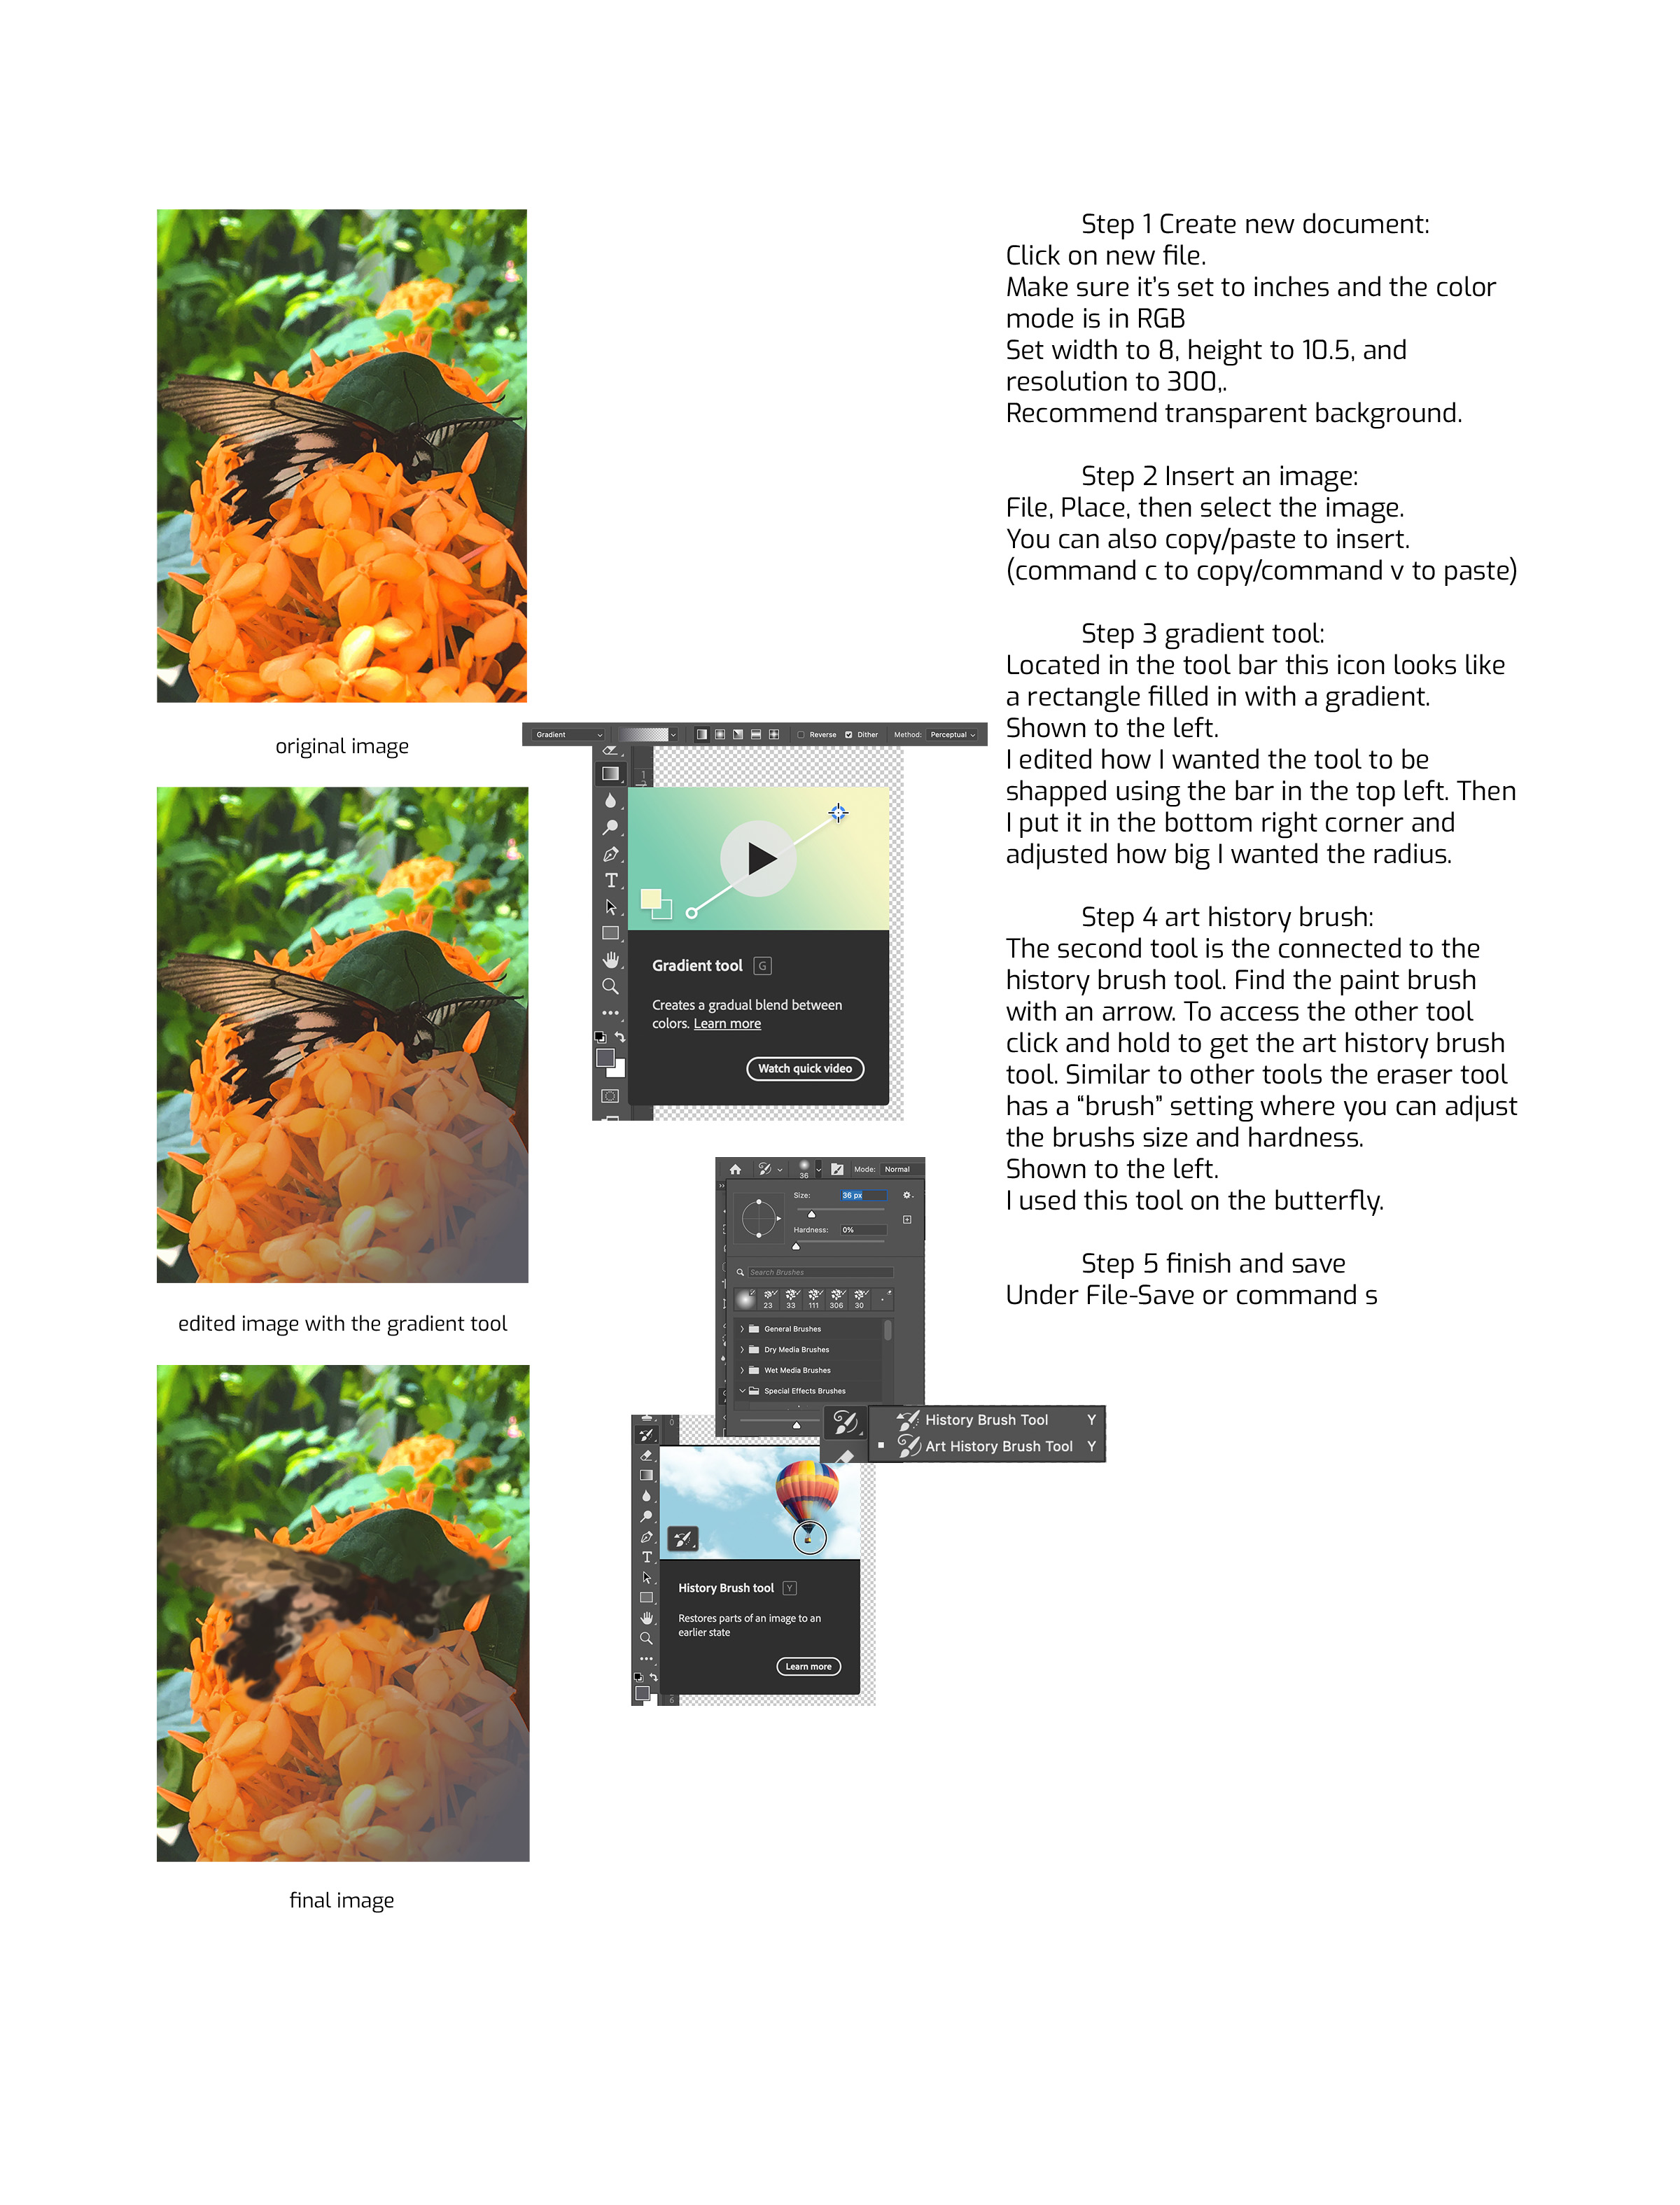 Step 1 Create new document:
Click on new file.
Make sure it's set to inches and the color
mode is in RGB
Set width to 8, height to 10.5, and
resolution to 300,.
Recommend transparent background.
Step 2 Insert an image:
File, Place, then select the image.
You can also copy/paste to insert.
(command c to copy/command v to paste)
Step 3 gradient tool:
Located in the tool bar this icon looks like
a rectangle filled in with a gradient.
Shown to the left.
I edited how I wanted the tool to be
shapped using the bar in the top left. Then
I put it in the bottom right corner and
adjusted how big I wanted the radius.
Step 4 art history brush:
The second tool is the connected to the
history brush tool. Find the paint brush
with an arrow. To access the other tool
click and hold to get the art history brush
tool. Similar to other tools the eraser tool
has a “brush” setting where you can adjust
the brushs size and hardness.
Shown to the left.
I used this tool on the butterfly.
Step 5 finish and save
Under File-Save or command s
original image
edited image with the gradient tool
final image
Gradient Reverse Dither Method: Perceptual
1
T
Gradient tool G
Creates a gradual blend between
colors. Learn more
Watch quick video
36 Mode: Normal
Size: 36 px
Hardness: 0%
Search Brushes
23 33 111 306 30
General Brushes
Dry Media Brushes
Wet Media Brushes
Special Effects Brushes
History Brush Tool Y
Art History Brush Tool Y
0
T
History Brush tool Y
Restores parts of an image to an
earlier state
Learn more
6